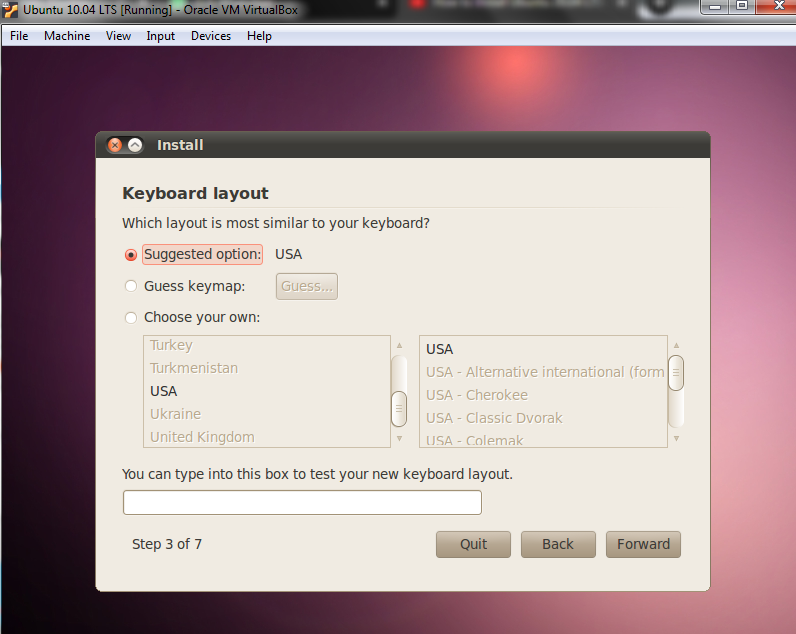 Ubuntu 10.04 LTS [Running] - Oracle VM VirtualBox
File Machine View Input Devices Help
Install
Keyboard layout
Which layout is most similar to your keyboard?
Suggested option: USA
Guess keymap: Guess...
Choose your own:
Turkey
Turkmenistan
USA
Ukraine
United Kingdom
USA
USA - Alternative international (form
USA - Cherokee
USA - Classic Dvorak
USA - Colemak
You can type into this box to test your new keyboard layout.
Step 3 of 7
Quit Back Forward